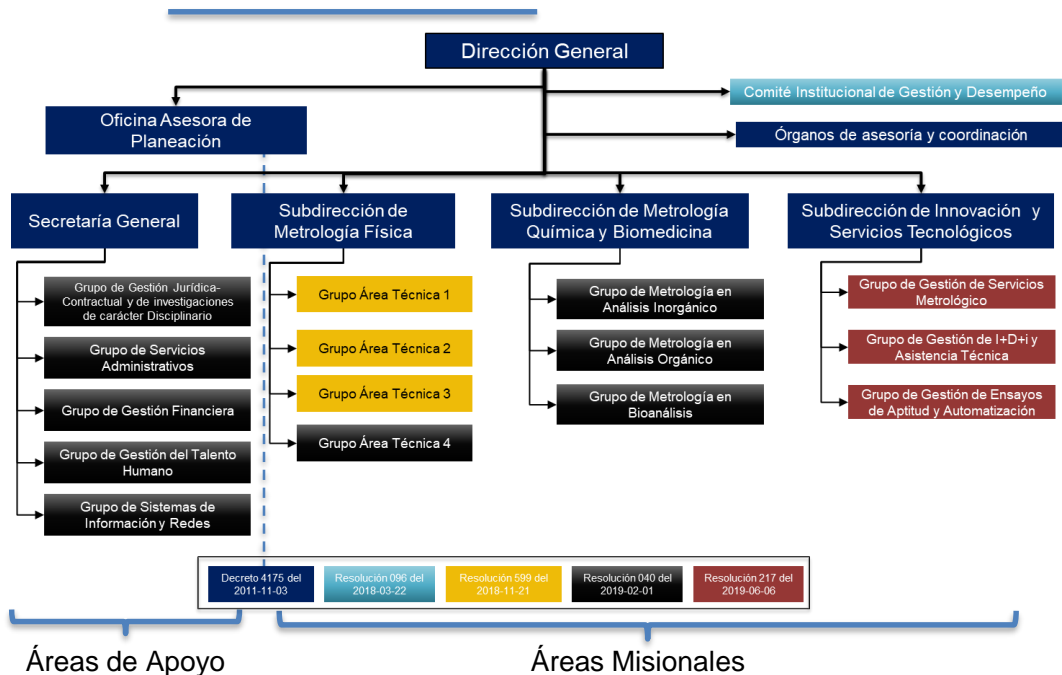 Dirección General
Comité Institucional de Gestión y Desempeño
Oficina Asesora de
Planeación
Órganos de asesoría y coordinación
Secretaría General
Subdirección de
Metrología Física
Subdirección de Metrología
Química y Biomedicina
Subdirección de Innovación y
Servicios Tecnológicos
Grupo de Gestión Jurídica-
Contractual y de investigaciones
de carácter Disciplinario
Grupo de Servicios
Administrativos
Grupo de Gestión Financiera
Grupo de Gestión del Talento
Humano
Grupo de Sistemas de
Información y Redes
Grupo Área Técnica 1
Grupo Área Técnica 2
Grupo Área Técnica 3
Grupo Área Técnica 4
Grupo de Metrología en
Análisis Inorgánico
Grupo de Metrología en
Análisis Orgánico
Grupo de Metrología en
Bioanálisis
Grupo de Gestión de Servicios
Metrológico
Grupo de Gestión de I+D+i y
Asistencia Técnica
Grupo de Gestión de Ensayos
de Aptitud y Automatización
Decreto 4175 del
2011-11-03
Resolución 096 del
2018-03-22
Resolución 599 del
2018-11-21
Resolución 040 del
2019-02-01
Resolución 217 del
2019-06-06
Áreas de Apoyo
Áreas Misionales